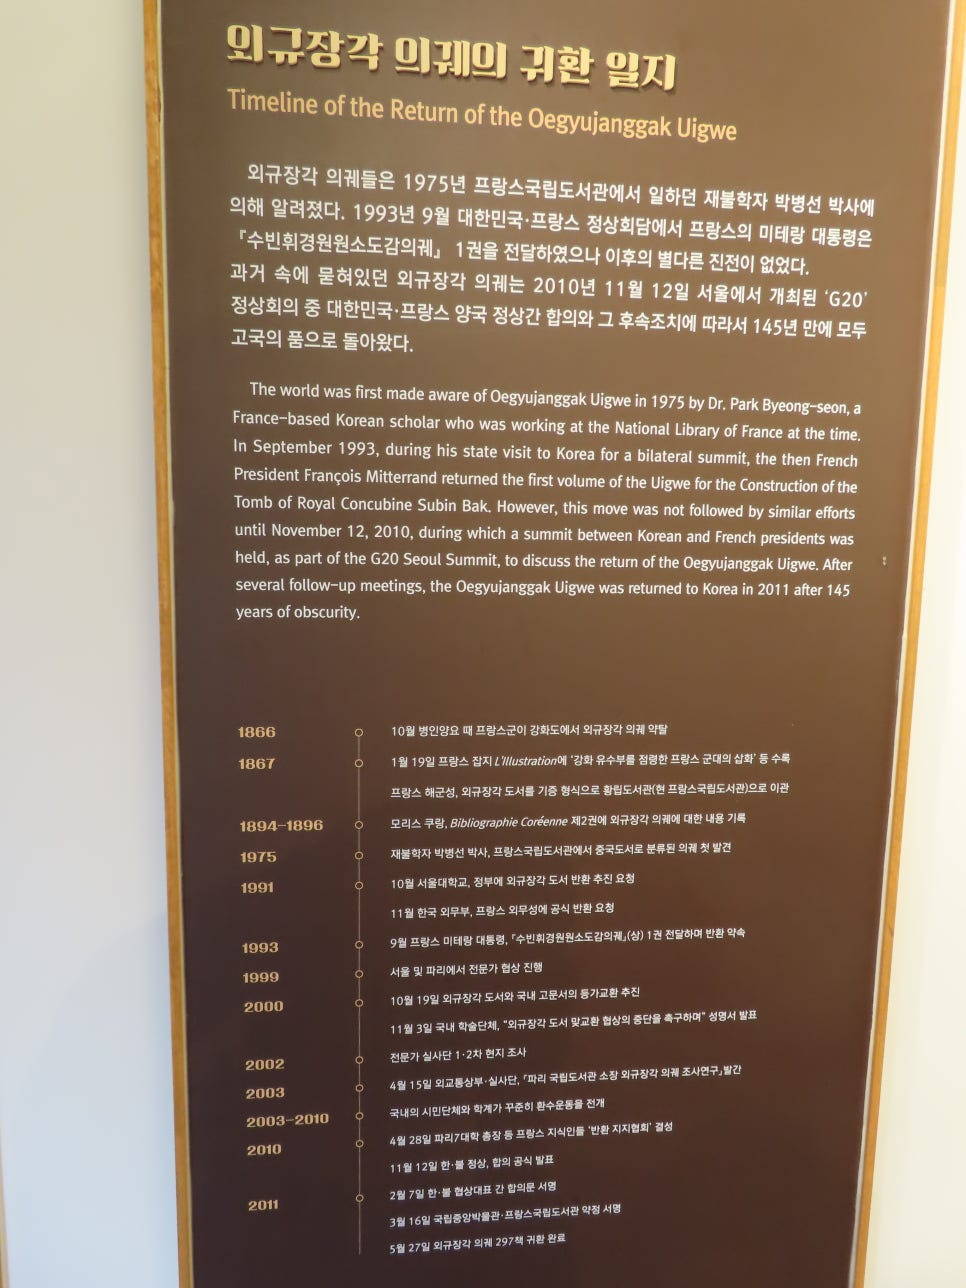 외규장각 의궤의 귀환 일지
Timeline of the Return of the Oegyujanggak Uigwe
외규장각 의궤들은 1975년 프랑스국립도서관에서 일하던 재불학자 박병선 박사에
의해 알려졌다. 1993년 9월 대한민국·프랑스 정상회담에서 프랑스의 미테랑 대통령은
『수빈휘경원원소도감의궤』 1권을 전달하였으나 이후의 별다른 진전이 없었다.
과거 속에 묻혀있던 외규장각 의궤는 2010년 11월 12일 서울에서 개최된 ‘G20’
정상회의 중 대한민국·프랑스 양국 정상간 합의와 그 후속조치에 따라서 145년 만에 모두
고국의 품으로 돌아왔다.
The world was first made aware of Oegyujanggak Uigwe in 1975 by Dr. Park Byeong-seon, a
France-based Korean scholar who was working at the National Library of France at the time.
In September 1993, during his state visit to Korea for a bilateral summit, the then French
President François Mitterrand returned the first volume of the Uigwe for the Construction of the
Tomb of Royal Concubine Subin Bak. However, this move was not followed by similar efforts
until November 12, 2010, during which a summit between Korean and French presidents was
held, as part of the G20 Seoul Summit, to discuss the return of the Oegyujanggak Uigwe. After
several follow-up meetings, the Oegyujanggak Uigwe was returned to Korea in 2011 after 145
years of obscurity.
1866 10월 병인양요 때 프랑스군이 강화도에서 외규장각 의궤 약탈
1867 1월 19일 프랑스 잡지 L'Illustration에 ‘강화 유수부를 점령한 프랑스 군대의 삽화’ 등 수록
프랑스 해군성, 외규장각 도서를 기증 형식으로 황립도서관(현 프랑스국립도서관)으로 이관
1894-1896 모리스 쿠랑, Bibliographie Coréenne 제2권에 외규장각 의궤에 대한 내용 기록
1975 재불학자 박병선 박사, 프랑스국립도서관에서 중국도서로 분류된 의궤 첫 발견
1991 10월 서울대학교, 정부에 외규장각 도서 반환 추진 요청
11월 한국 외무부, 프랑스 외무성에 공식 반환 요청
1993 9월 프랑스 미테랑 대통령, 『수빈휘경원원소도감의궤』(상) 1권 전달하며 반환 약속
1999 서울 및 파리에서 전문가 협상 진행
2000 10월 19일 외규장각 도서와 국내 고문서의 등가교환 추진
11월 3일 국내 학술단체, “외규장각 도서 맞교환 협상의 중단을 촉구하며” 성명서 발표
2002 전문가 실사단 1·2차 현지 조사
2003 4월 15일 외교통상부·실사단, 『파리 국립도서관 소장 외규장각 의궤 조사연구』발간
2003-2010 국내의 시민단체와 학계가 꾸준히 환수운동을 전개
2010 4월 28일 파리7대학 총장 등 프랑스 지식인들 ‘반환 지지협회’ 결성
11월 12일 한·불 정상, 합의 공식 발표
2011 2월 7일 한·불 협상대표 간 합의문 서명
3월 16일 국립중앙박물관·프랑스국립도서관 약정 서명
5월 27일 외규장각 의궤 297책 귀환 완료